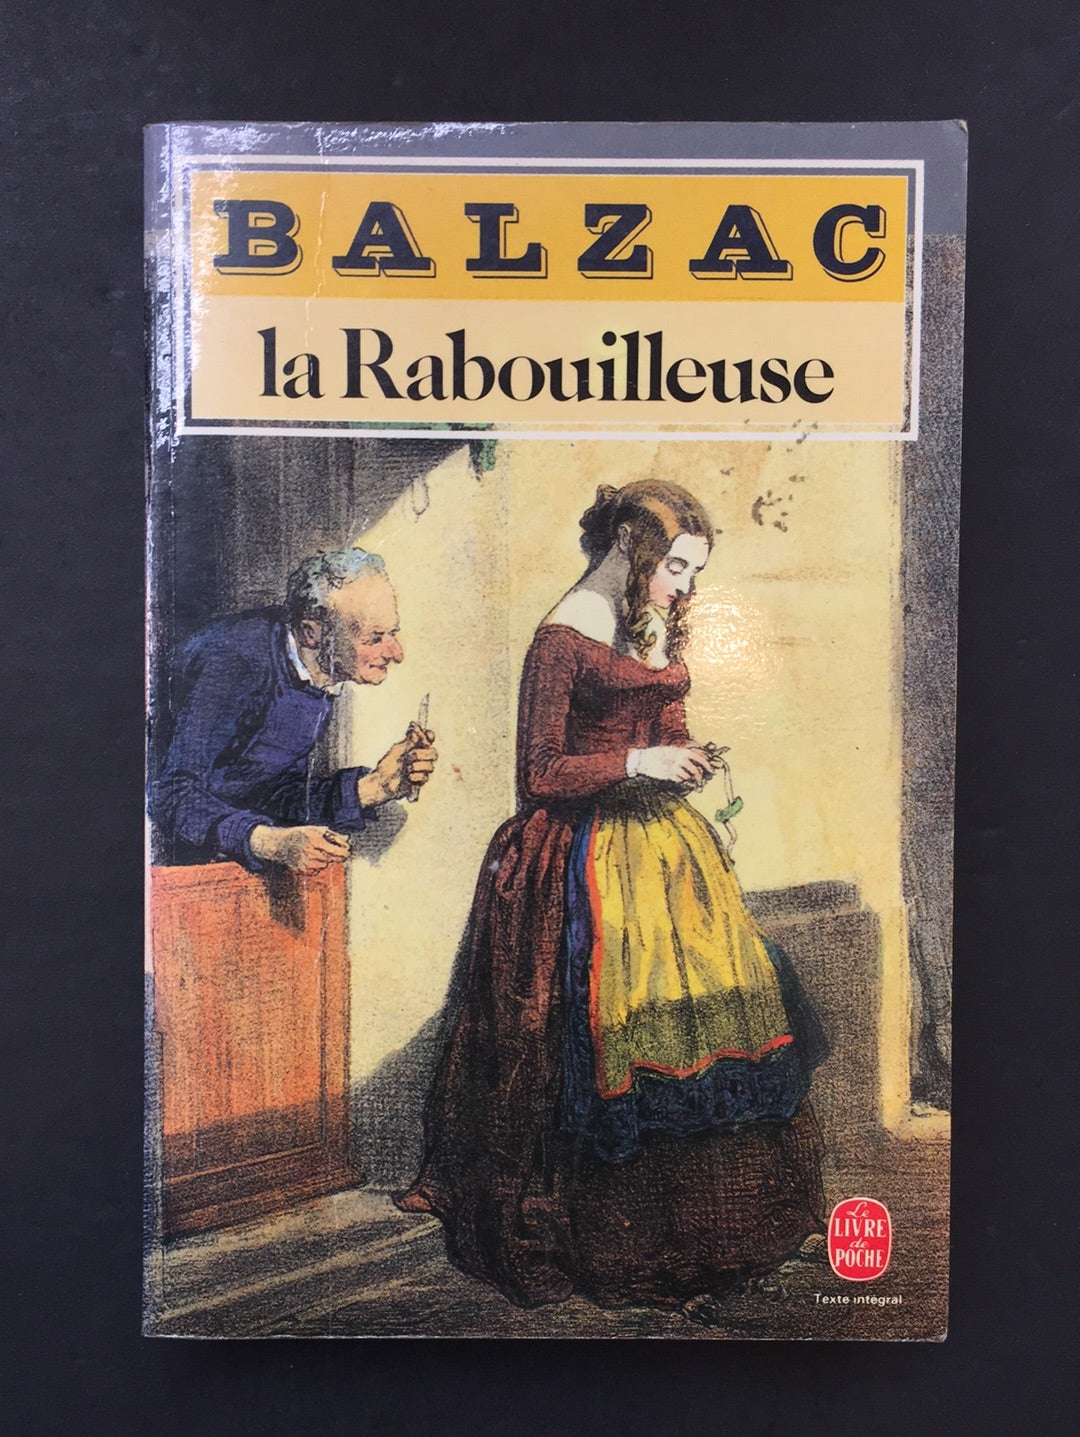 BALZAC
la Rabouilleuse
Le
LIVRE
de
POCHE
Texte intégral